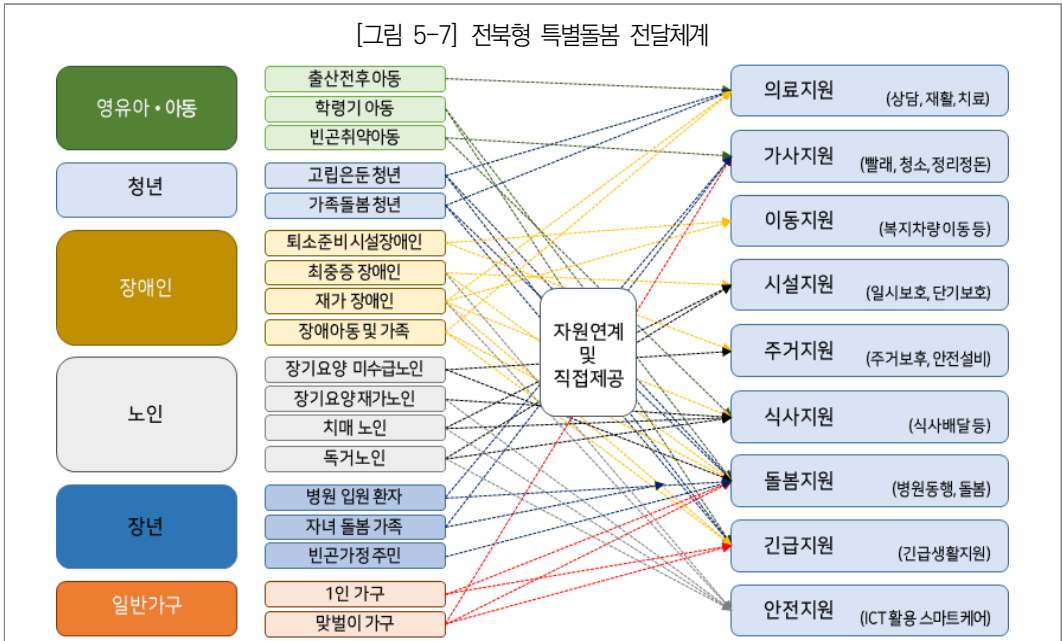 [그림 5-7] 전북형 특별돌봄 전달체계
영유아・아동
출산전후 아동
학령기 아동
빈곤취약아동
청년
고립은둔 청년
가족돌봄 청년
장애인
퇴소준비 시설장애인
최중증 장애인
재가 장애인
장애아동 및 가족
노인
장기요양 미수급노인
장기요양 재가노인
치매 노인
독거노인
장년
병원 입원 환자
자녀 돌봄 가족
빈곤가정 주민
일반가구
1인 가구
맞벌이 가구
자원연계
및
직접제공
의료지원 (상담, 재활, 치료)
가사지원 (빨래, 청소, 정리정돈)
이동지원 (복지차량 이동 등)
시설지원 (일시보호, 단기보호)
주거지원 (주거보후, 안전설비)
식사지원 (식사배달 등)
돌봄지원 (병원동행, 돌봄)
긴급지원 (긴급생활지원)
안전지원 (ICT 활용 스마트케어)